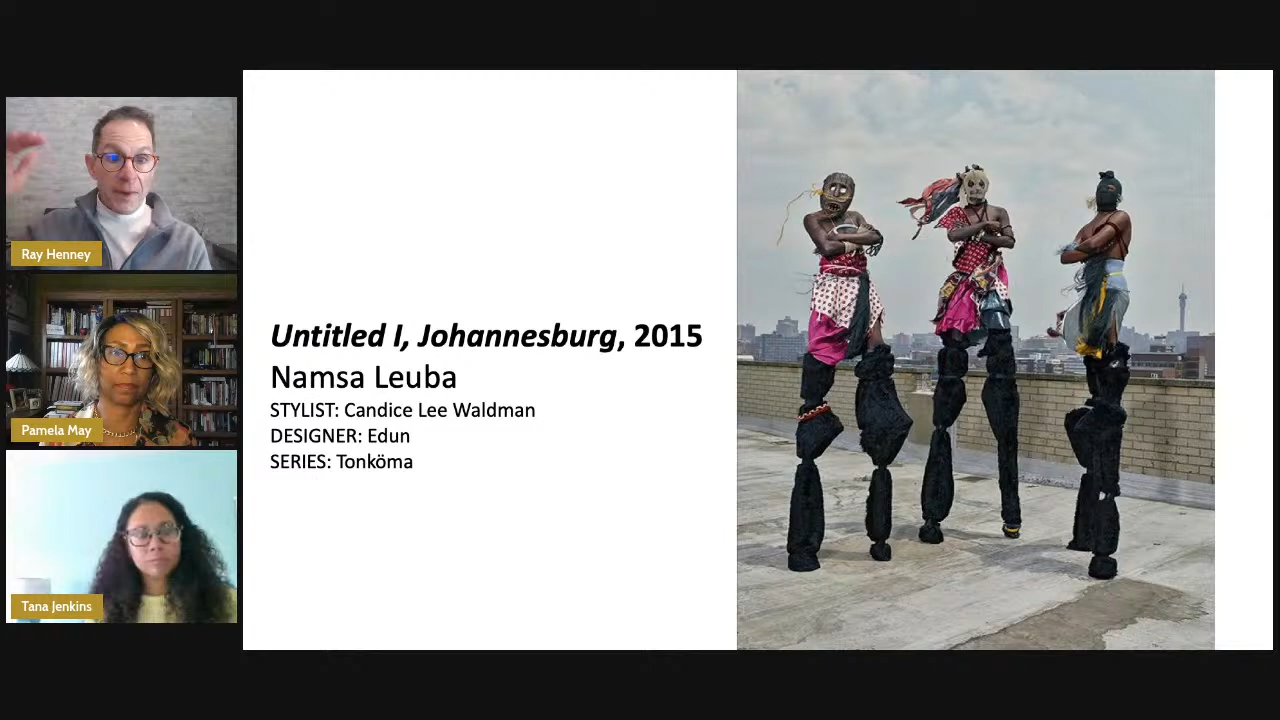 Ray Henney
Pamela May
Tana Jenkins
Untitled I, Johannesburg, 2015
Namsa Leuba
STYLIST: Candice Lee Waldman
DESIGNER: Edun
SERIES: Tonköma